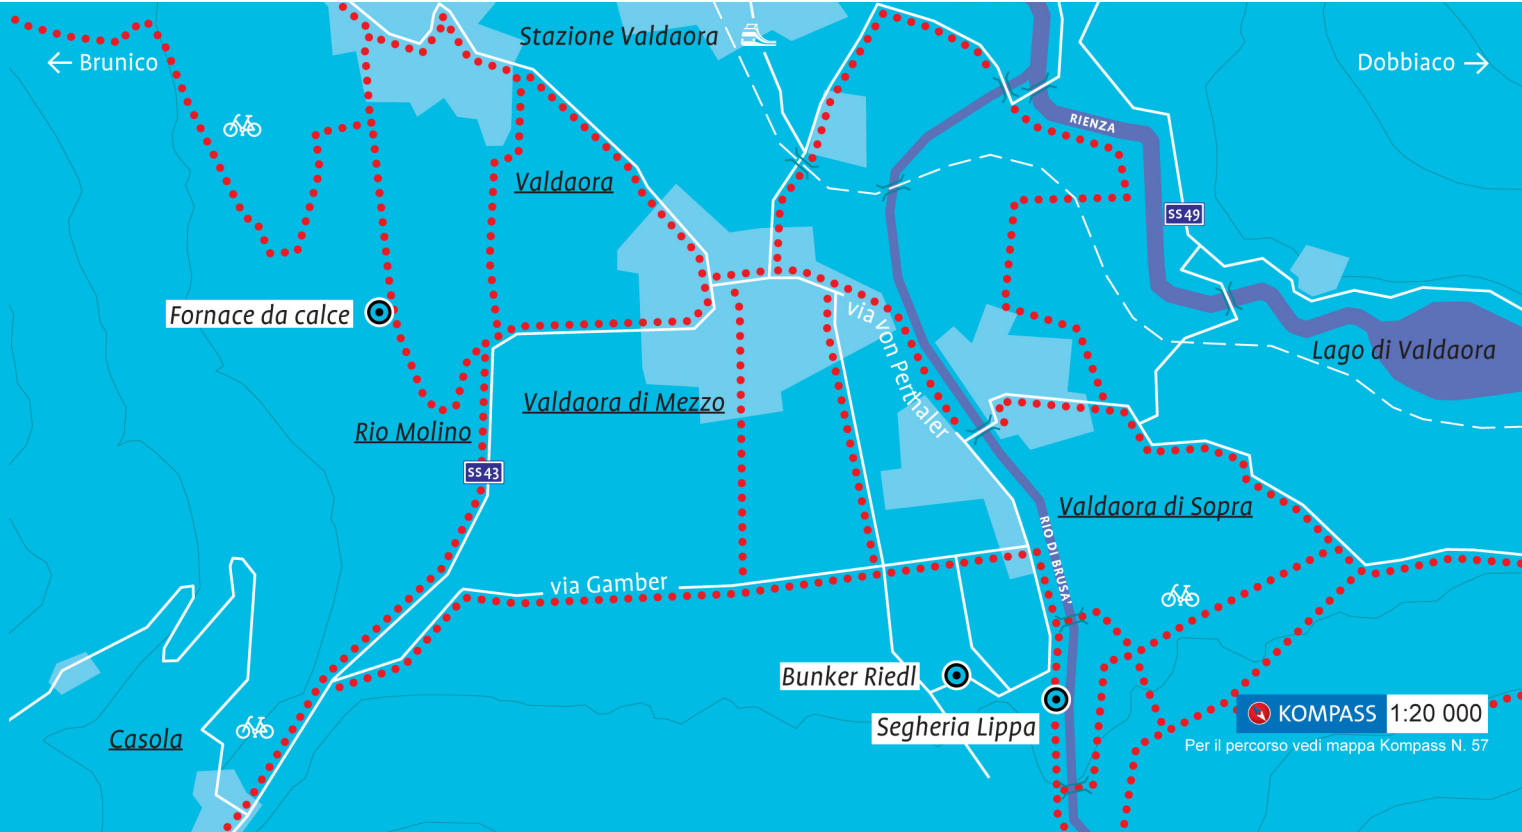 Stazione Valdaora
← Brunico
Dobbiaco →
RIENZA
Valdaora
SS49
Fornace da calce
via von Perthaler
Lago di Valdaora
Valdaora di Mezzo
Rio Molino
SS43
Valdaora di Sopra
RIO DI BRUSA'
via Gamber
Bunker Riedl
Segheria Lippa
KOMPASS 1:20 000
Casola
Per il percorso vedi mappa Kompass N. 57